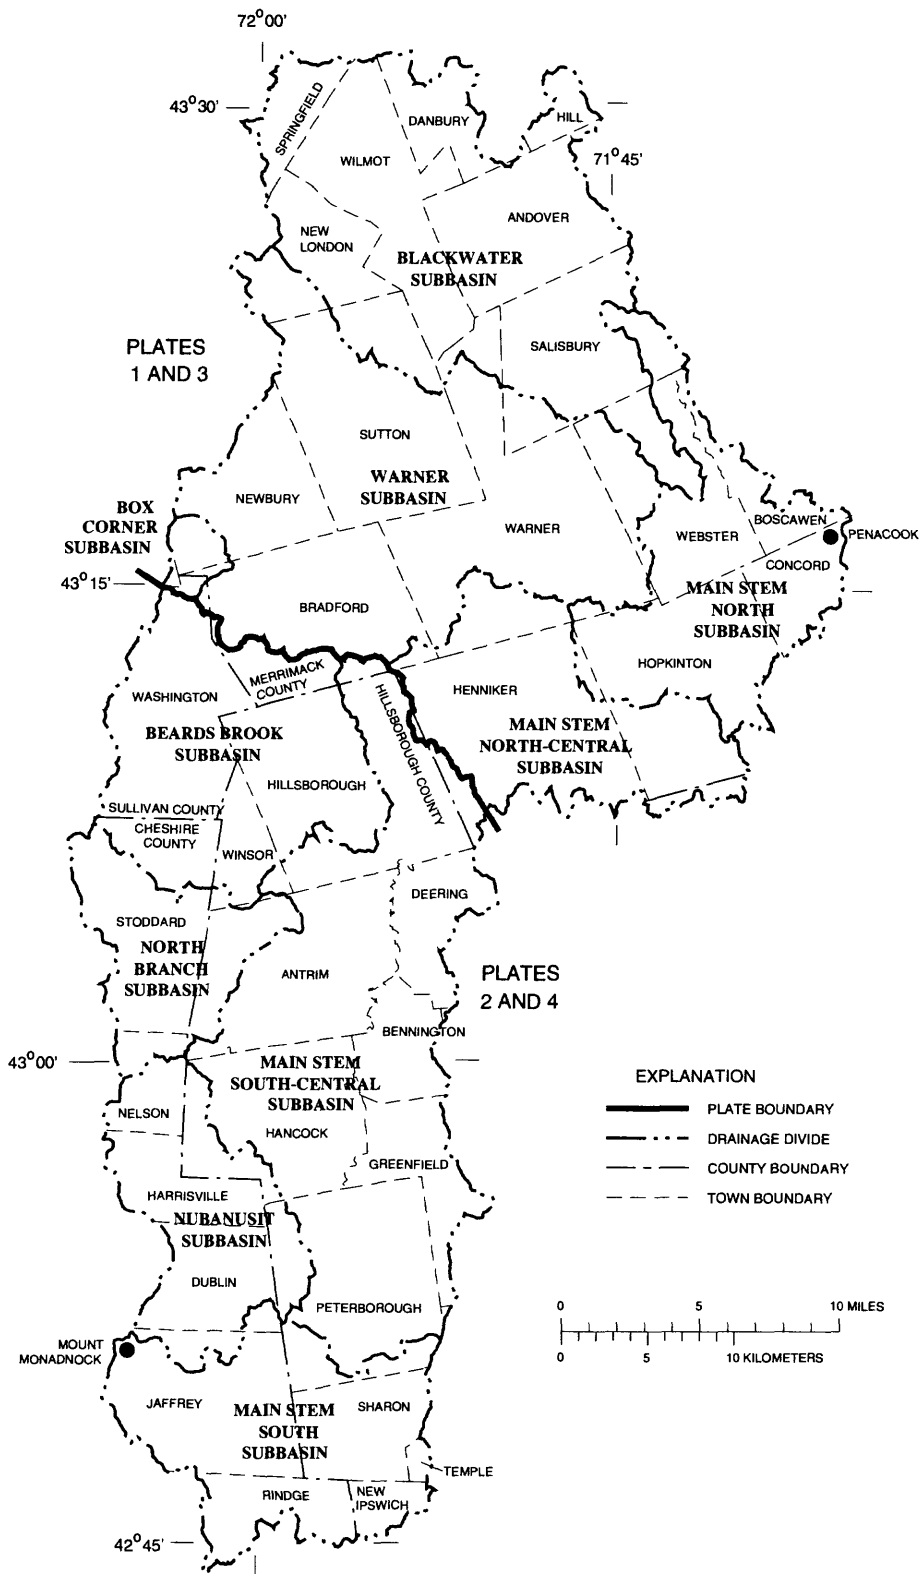 72°00'
43°30'
SPRINGFIELD
DANBURY
HILL
WILMOT
71°45'
ANDOVER
NEW
LONDON
BLACKWATER
SUBBASIN
PLATES
1 AND 3
SALISBURY
SUTTON
WARNER
SUBBASIN
NEWBURY
BOX
CORNER
SUBBASIN
WARNER
BOSCAWEN
WEBSTER
PENACOOK
CONCORD
43°15'
MAIN STEM
NORTH
SUBBASIN
BRADFORD
HOPKINTON
MERRIMACK
COUNTY
WASHINGTON
HILLSBOROUGH COUNTY
HENNIKER
MAIN STEM
NORTH-CENTRAL
SUBBASIN
BEARDS BROOK
SUBBASIN
HILLSBOROUGH
SULLIVAN COUNTY
CHESHIRE
COUNTY
WINSOR
DEERING
STODDARD
NORTH
BRANCH
SUBBASIN
ANTRIM
PLATES
2 AND 4
BENNINGTON
43°00'
MAIN STEM
SOUTH-CENTRAL
SUBBASIN
NELSON
HANCOCK
GREENFIELD
HARRISVILLE
NUBANUSIT
SUBBASIN
DUBLIN
PETERBOROUGH
MOUNT
MONADNOCK
JAFFREY
MAIN STEM
SOUTH
SUBBASIN
SHARON
TEMPLE
RINDGE
NEW
IPSWICH
42°45'
EXPLANATION
PLATE BOUNDARY
DRAINAGE DIVIDE
COUNTY BOUNDARY
TOWN BOUNDARY
0 5 10 MILES
0 5 10 KILOMETERS